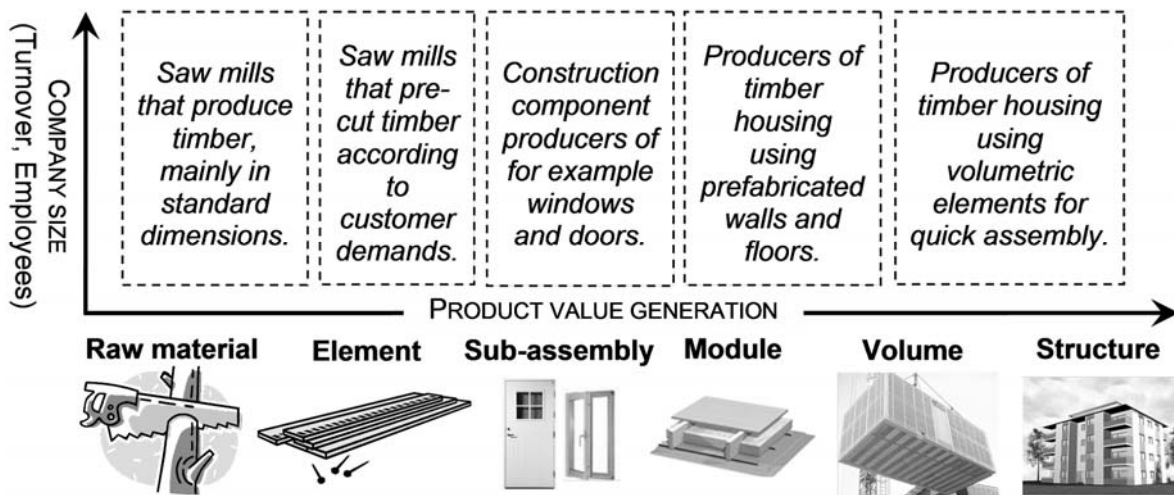 COMPANY SIZE
(Turnover, Employees)
Saw mills
that produce
timber,
mainly in
standard
dimensions.
Saw mills
that pre-
cut timber
according
to
customer
demands.
Construction
component
producers of
for example
windows
and doors.
Producers of
timber
housing
using
prefabricated
walls and
floors.
Producers of
timber housing
using
volumetric
elements for
quick assembly.
PRODUCT VALUE GENERATION
Raw material
Element
Sub-assembly
Module
Volume
Structure